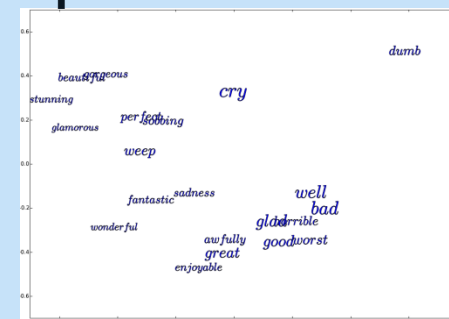 0.6
dumb
0.4
beautiful gorgeous
cry
stunning
0.2
perfect sobbing
glamorous
weep
0.0
sadness
well
fantastic
bad
0.2
glad horrible
wonderful
awfully
good worst
great
0.4
enjoyable
0.6